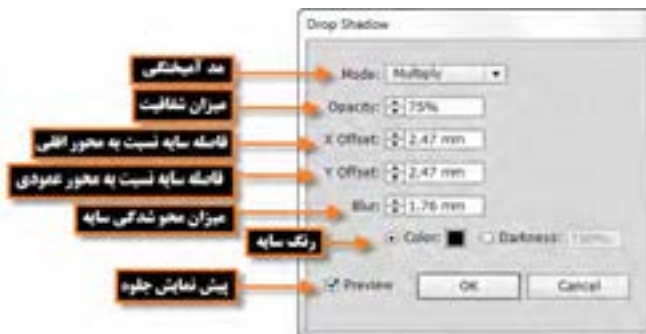 Drop Shadow
مد آمیختگی
Mode: Multiply
میزان شفافیت
Opacity: 75%
فاصله سایه نسبت به محور افقی
X Offset: 2.47 mm
فاصله سایه نسبت به محور عمودی
Y Offset: 2.47 mm
میزان محو شدگی سایه
Blur: 1.76 mm
رنگ سایه
Color: Darkness: 100%
پیش نمایش جلوه
Preview OK Cancel